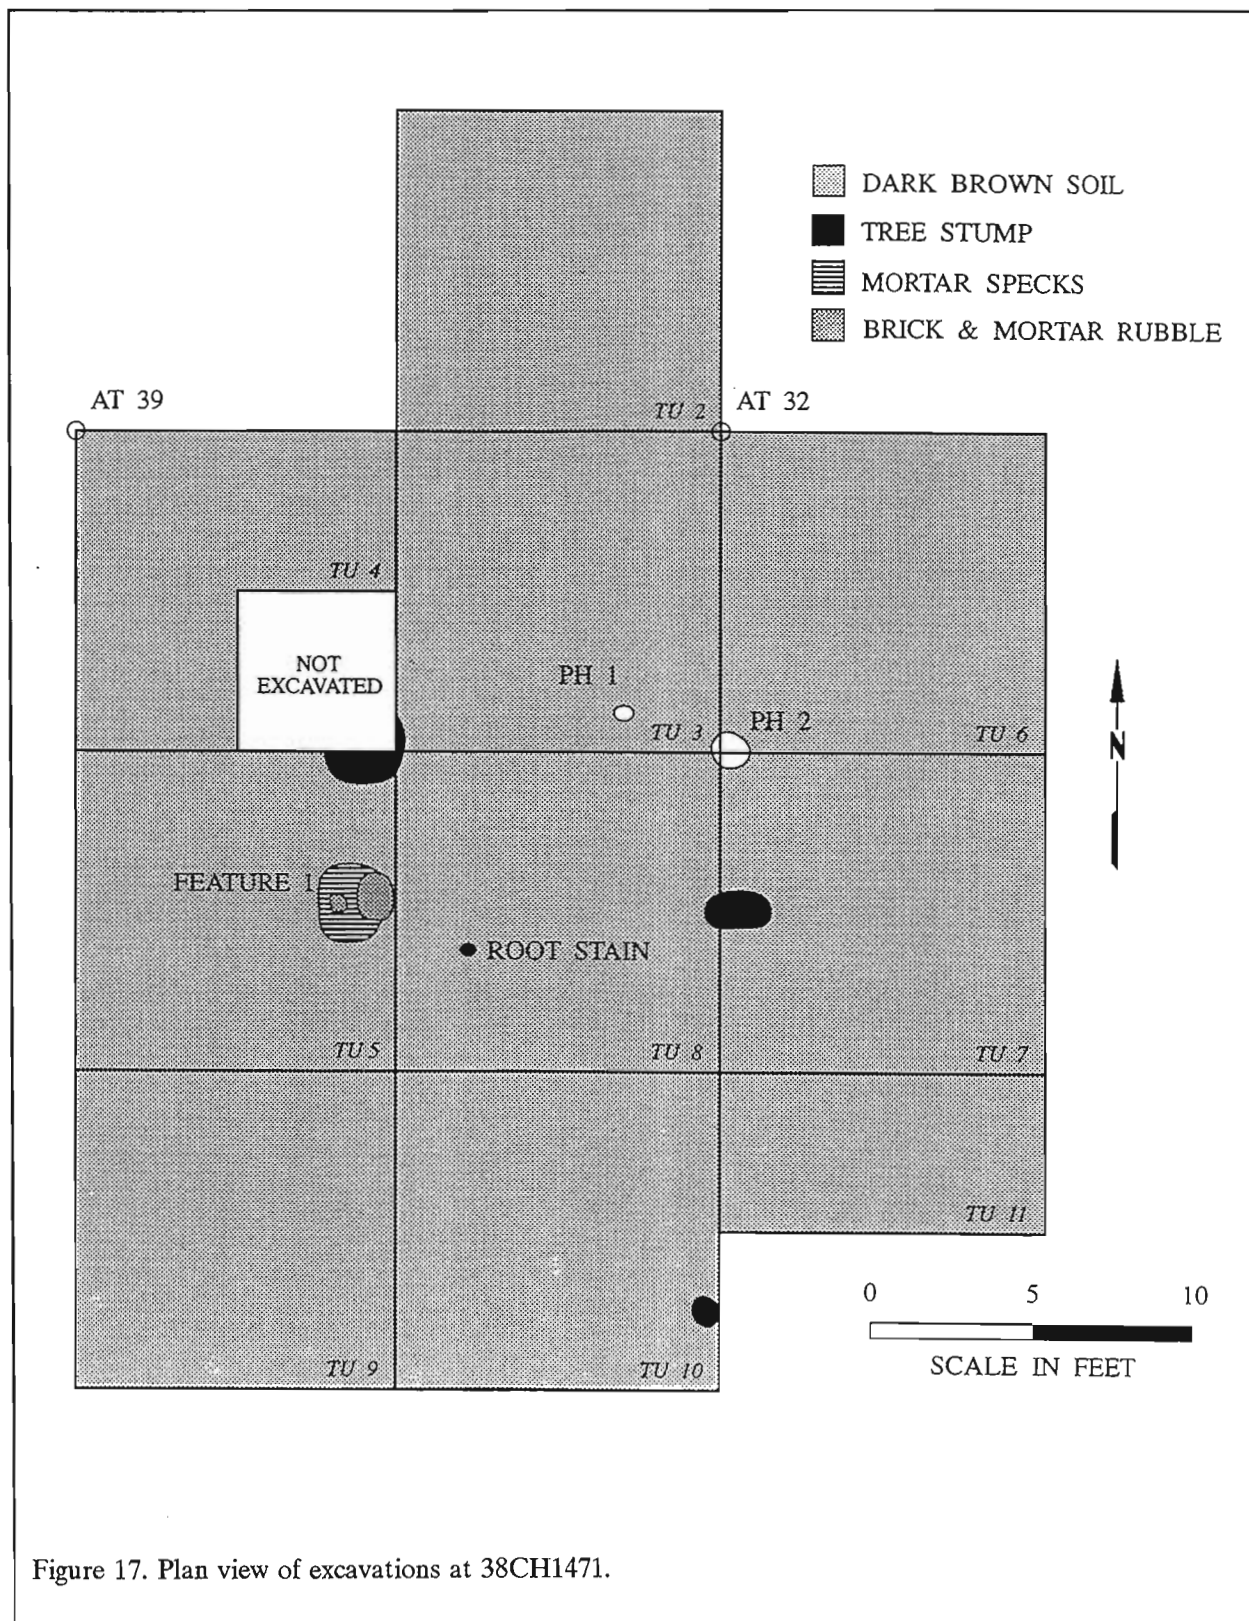 DARK BROWN SOIL
TREE STUMP
MORTAR SPECKS
BRICK & MORTAR RUBBLE
AT 39
TU 2
AT 32
TU 4
NOT
EXCAVATED
PH 1
TU 3
PH 2
TU 6
N
FEATURE 1
ROOT STAIN
TU 5
TU 8
TU 7
TU 11
0 5 10
SCALE IN FEET
TU 9
TU 10
Figure 17. Plan view of excavations at 38CH1471.